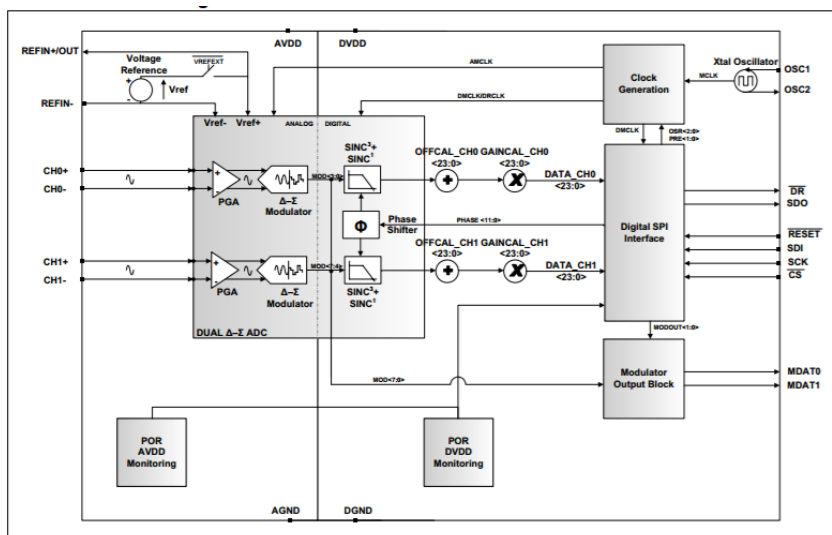 AVDD
DVDD
REFIN+/OUT
Voltage
Reference
VREFEXT
+
-
Vref
REFIN-
AMCLK
DMCLK/DRCLK
Clock
Generation
MCLK
Xtal Oscillator
OSC1
OSC2
Vref-
Vref+
ANALOG
DIGITAL
DMCLK
OSR<2:0>
PRE<1:0>
CH0+
CH0-
+
-
PGA
Δ–Σ
Modulator
MOD<3:0>
SINC³+
SINC¹
OFFCAL_CH0
<23:0>
+
GAINCAL_CH0
<23:0>
X
DATA_CH0
<23:0>
Φ
Phase
Shifter
PHASE <11:0>
Digital SPI
Interface
DR
SDO
RESET
SDI
SCK
CS
CH1+
CH1-
+
-
PGA
Δ–Σ
Modulator
MOD<7:4>
SINC³+
SINC¹
OFFCAL_CH1
<23:0>
+
GAINCAL_CH1
<23:0>
X
DATA_CH1
<23:0>
DUAL Δ–Σ ADC
MODOUT<1:0>
MOD<7:0>
Modulator
Output Block
MDAT0
MDAT1
POR
AVDD
Monitoring
POR
DVDD
Monitoring
AGND
DGND